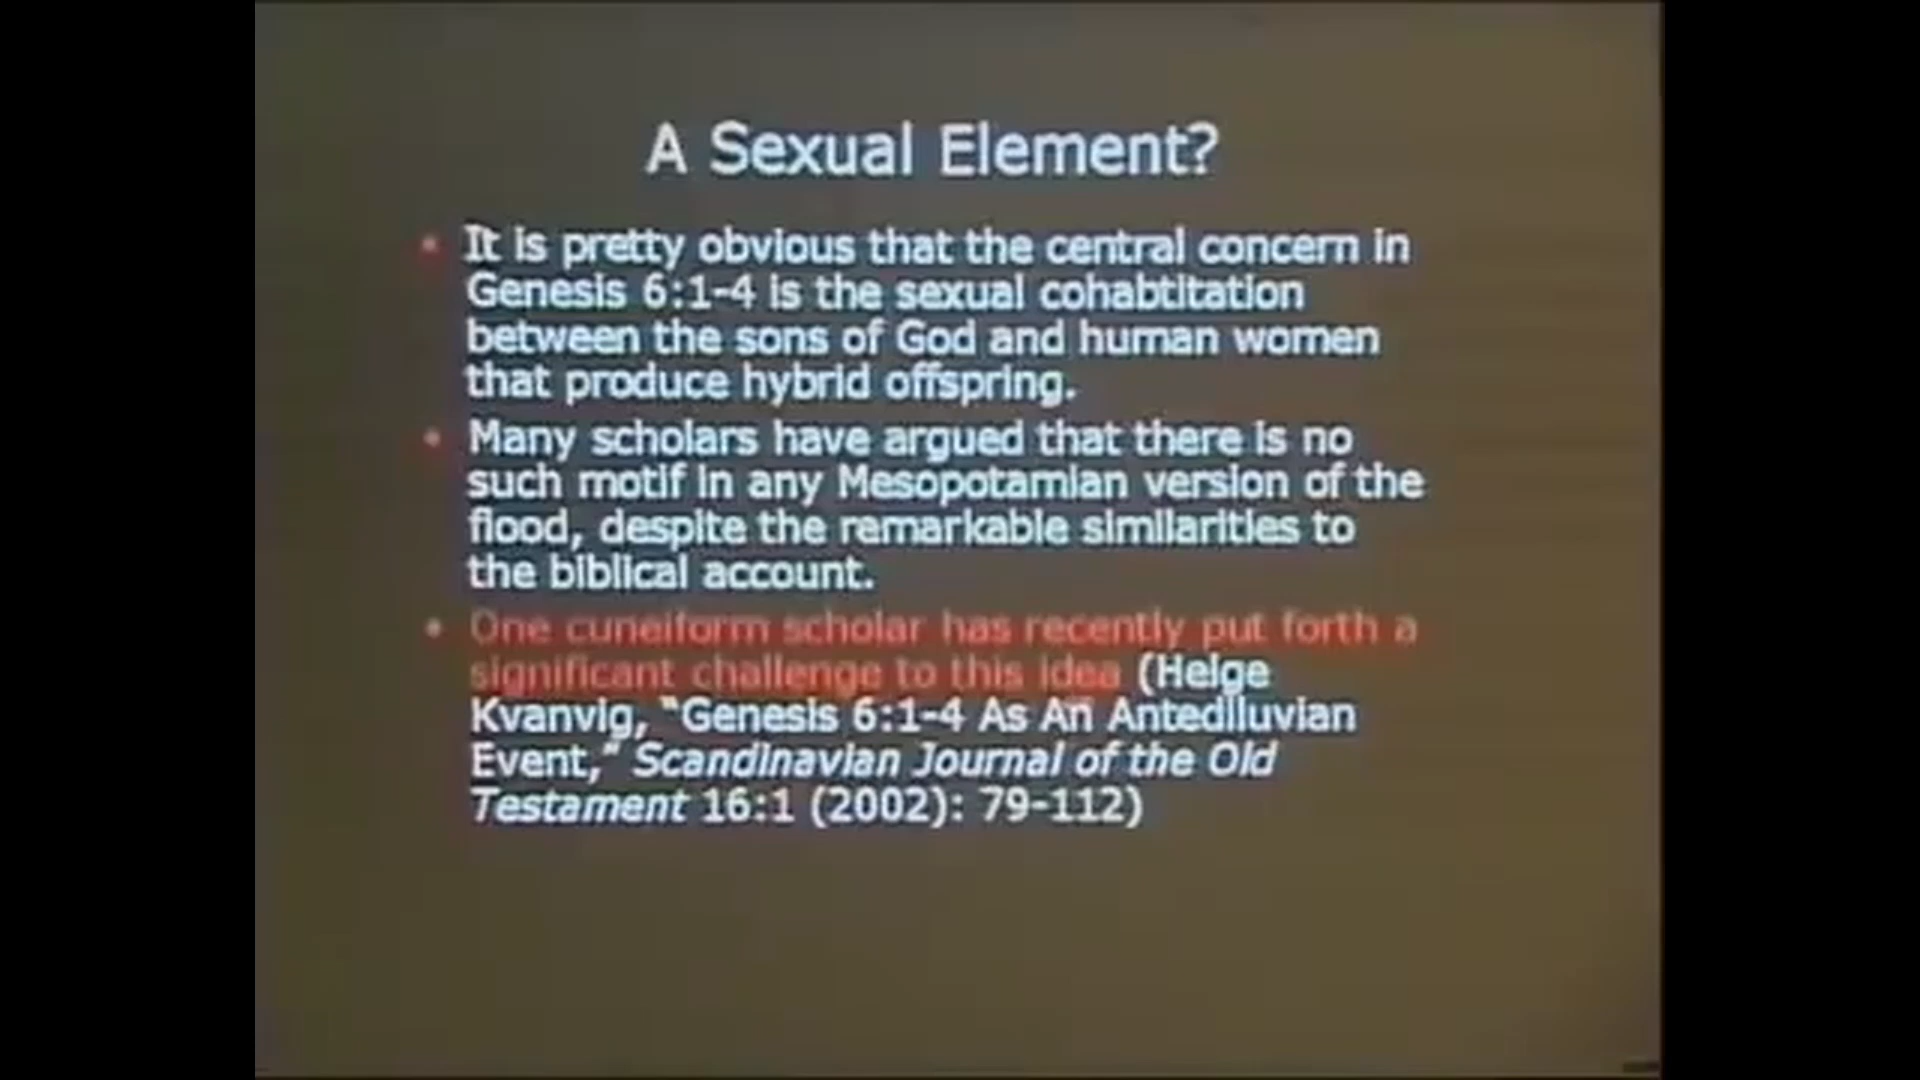 A Sexual Element?
• It is pretty obvious that the central concern in
Genesis 6:1-4 is the sexual cohabtitation
between the sons of God and human women
that produce hybrid offspring.
• Many scholars have argued that there is no
such motif in any Mesopotamian version of the
flood, despite the remarkable similarities to
the biblical account.
• One cuneiform scholar has recently put forth a
significant challenge to this idea (Helge
Kvanvig, “Genesis 6:1-4 As An Antediluvian
Event,” Scandinavian Journal of the Old
Testament 16:1 (2002): 79-112)